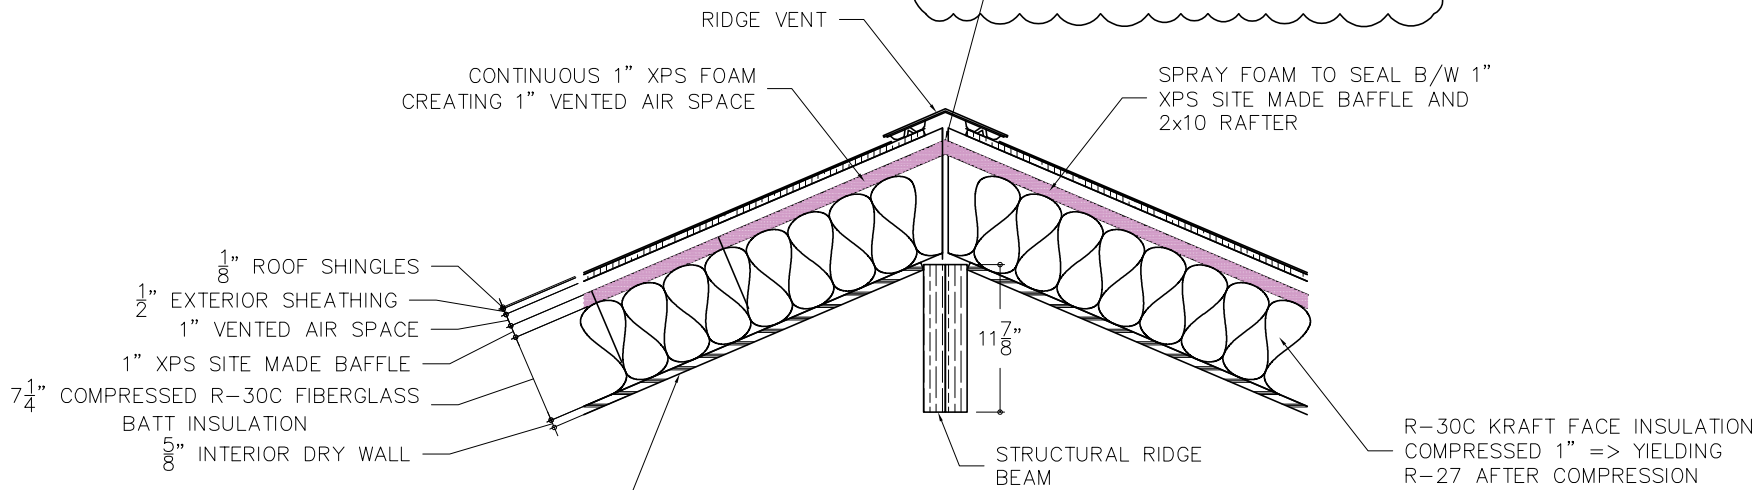 RIDGE VENT
CONTINUOUS 1" XPS FOAM
CREATING 1" VENTED AIR SPACE
SPRAY FOAM TO SEAL B/W 1"
XPS SITE MADE BAFFLE AND
2x10 RAFTER
1/8" ROOF SHINGLES
1/2" EXTERIOR SHEATHING
1" VENTED AIR SPACE
1" XPS SITE MADE BAFFLE
7 1/4" COMPRESSED R-30C FIBERGLASS
BATT INSULATION
5/8" INTERIOR DRY WALL
11 7/8"
STRUCTURAL RIDGE
BEAM
R-30C KRAFT FACE INSULATION
COMPRESSED 1" => YIELDING
R-27 AFTER COMPRESSION